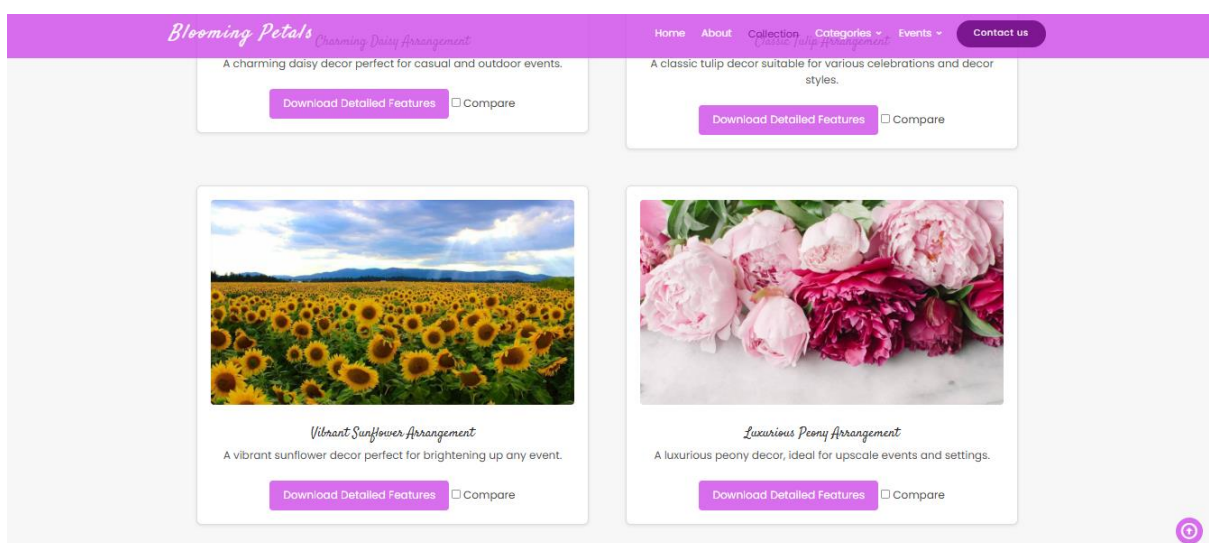 Blooming Petals
Home About Collection Categories Events Contact us
Charming Daisy Arrangement
Classic Tulip Arrangement
A charming daisy decor perfect for casual and outdoor events.
A classic tulip decor suitable for various celebrations and decor
styles.
Download Detailed Features Compare
Download Detailed Features Compare
Vibrant Sunflower Arrangement
A vibrant sunflower decor perfect for brightening up any event.
Download Detailed Features Compare
Luxurious Peony Arrangement
A luxurious peony decor, ideal for upscale events and settings.
Download Detailed Features Compare